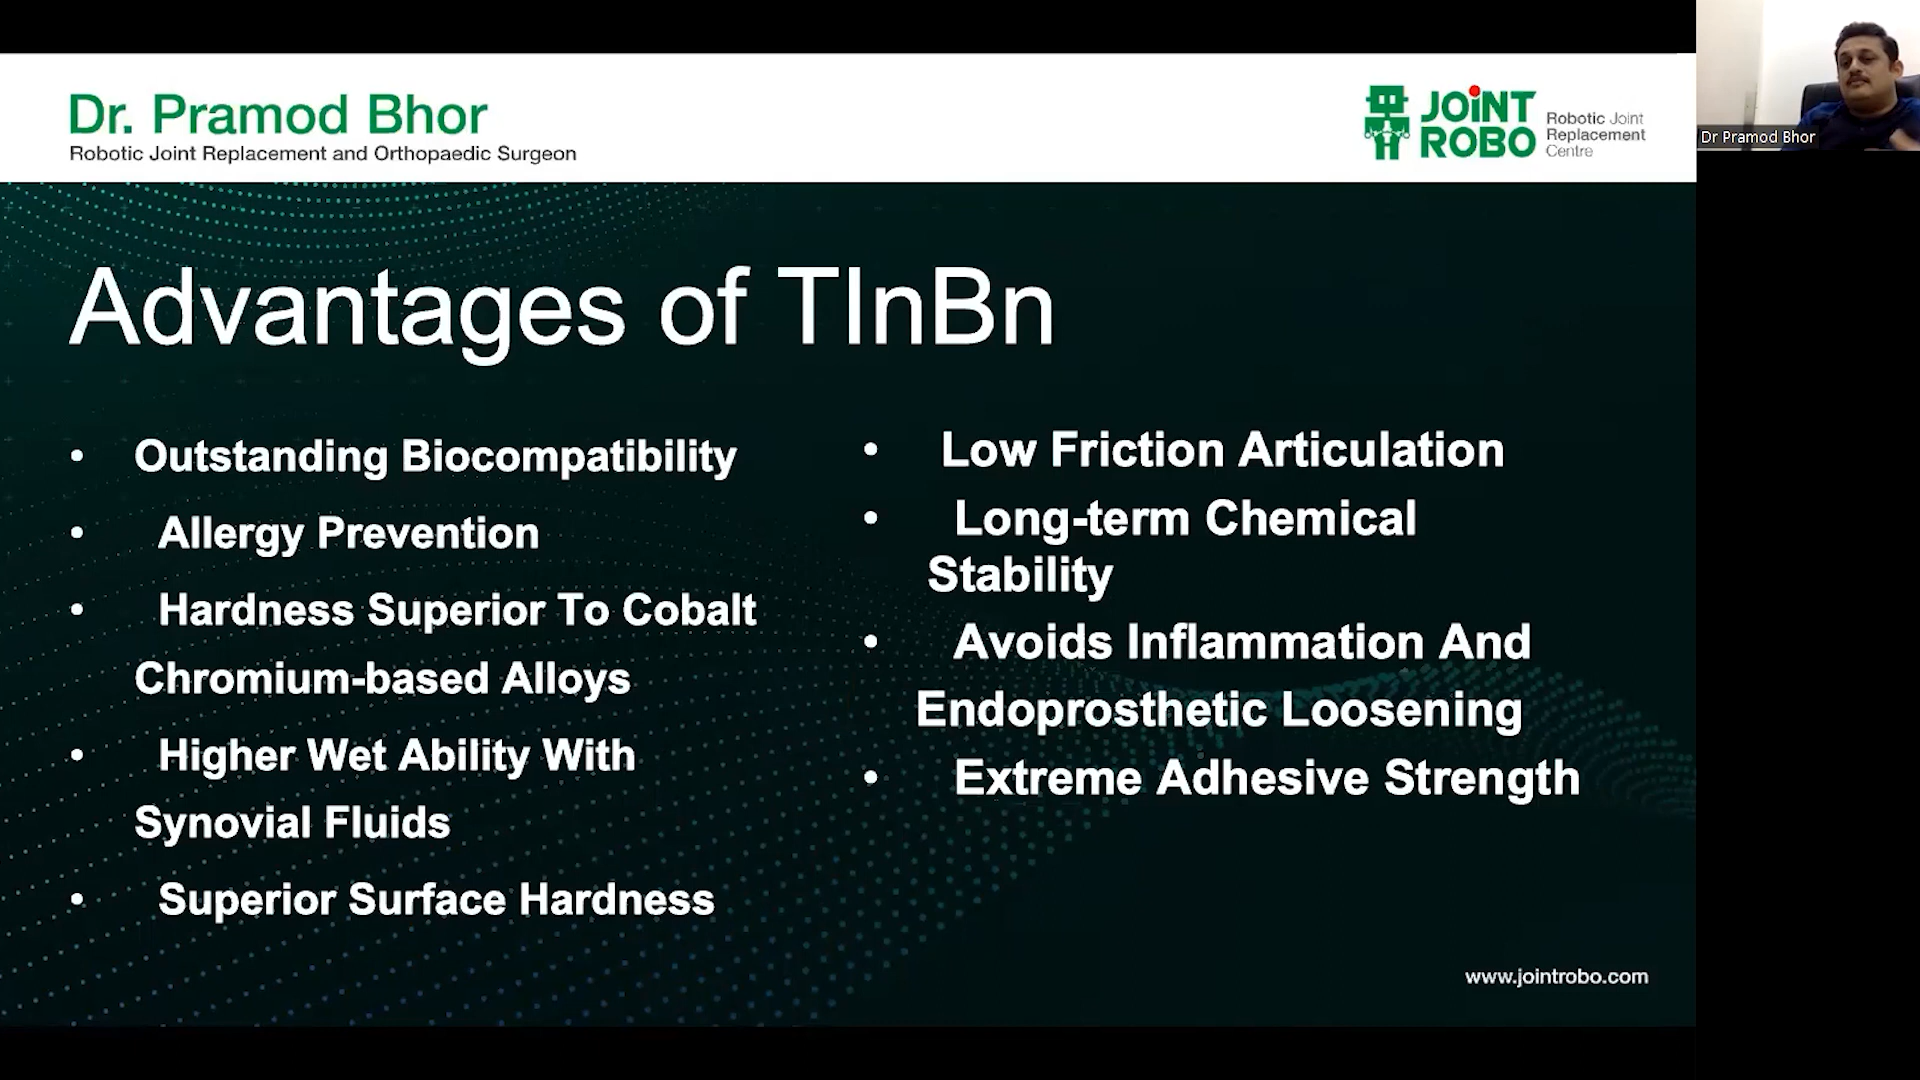 Dr. Pramod Bhor
Robotic Joint Replacement and Orthopaedic Surgeon
JOINT
ROBO
Robotic Joint
Replacement
Centre
Dr Pramod Bhor
Advantages of TInBn
• Outstanding Biocompatibility
• Allergy Prevention
• Hardness Superior To Cobalt
Chromium-based Alloys
• Higher Wet Ability With
Synovial Fluids
• Superior Surface Hardness
• Low Friction Articulation
• Long-term Chemical
Stability
• Avoids Inflammation And
Endoprosthetic Loosening
• Extreme Adhesive Strength
www.jointrobo.com